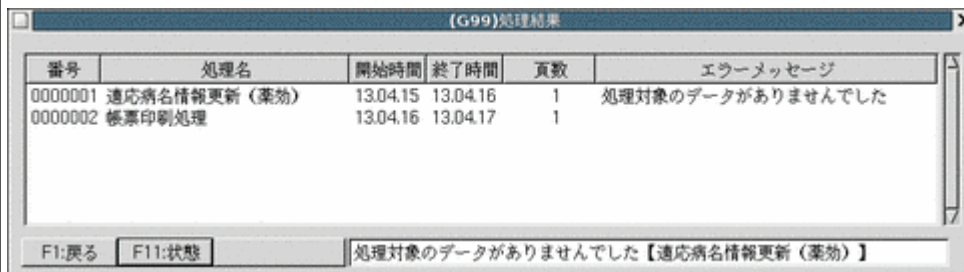 (G99)処理結果
番号 処理名 開始時間 終了時間 頁数 エラーメッセージ
0000001 適応病名情報更新（薬効） 13.04.15 13.04.16 1 処理対象のデータがありませんでした
0000002 帳票印刷処理 13.04.16 13.04.17 1
F1:戻る F11:状態 処理対象のデータがありませんでした【適応病名情報更新（薬効）】